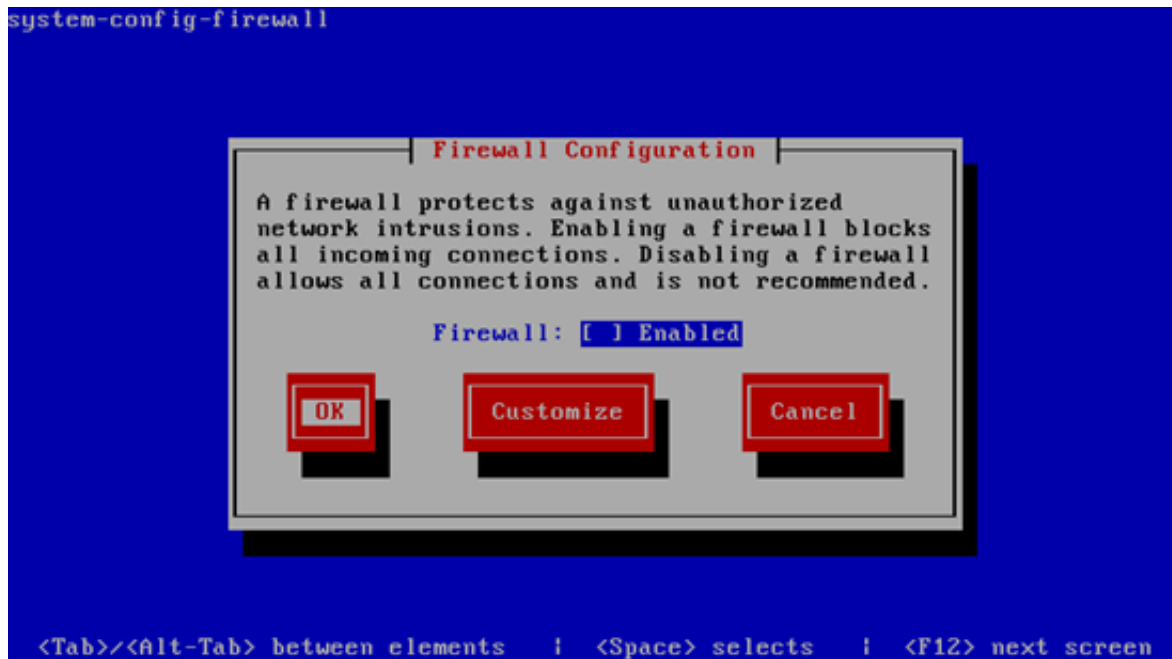 system-config-firewall
Firewall Configuration
A firewall protects against unauthorized
network intrusions. Enabling a firewall blocks
all incoming connections. Disabling a firewall
allows all connections and is not recommended.
Firewall: [ ] Enabled
OK Customize Cancel
<Tab>/<Alt-Tab> between elements | <Space> selects | <F12> next screen